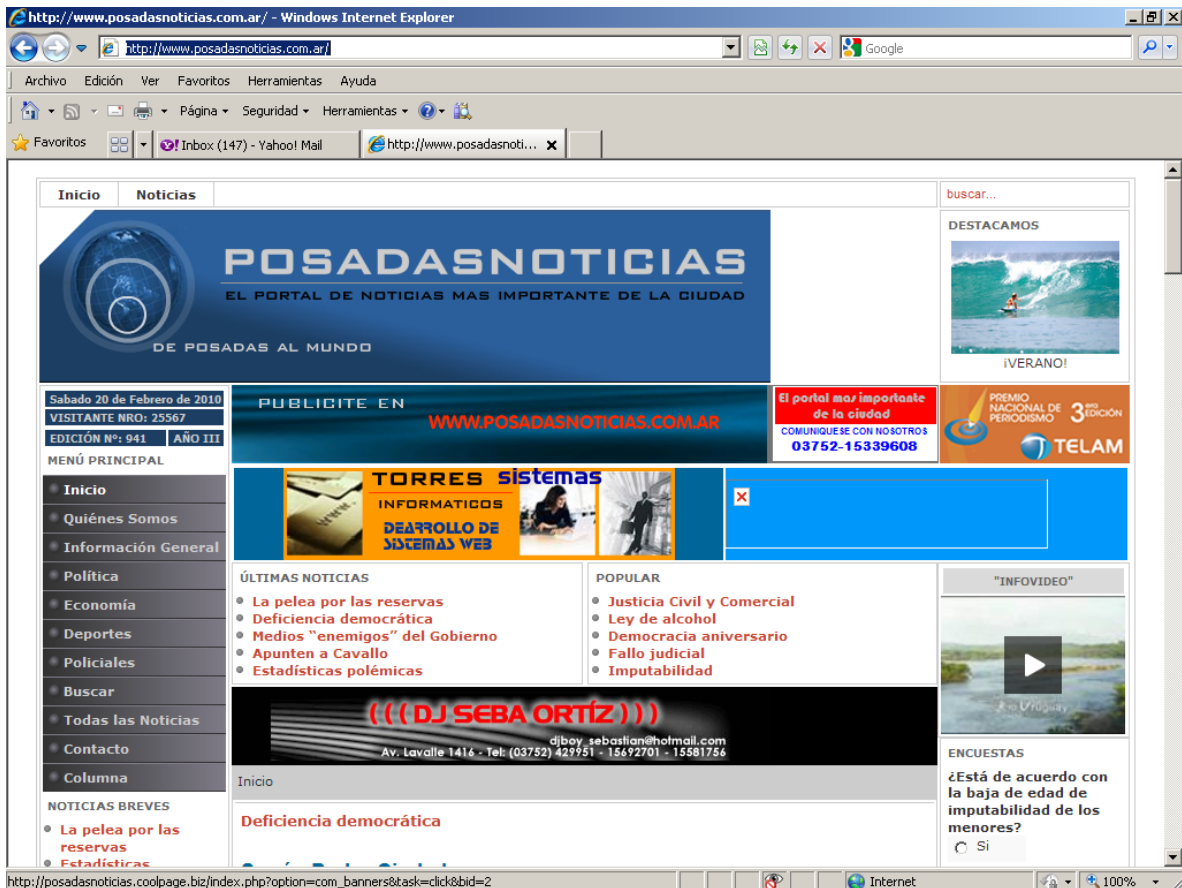 http://www.posadasnoticias.com.ar/ - Windows Internet Explorer
http://www.posadasnoticias.com.ar/
Google
Archivo Edición Ver Favoritos Herramientas Ayuda
Página Seguridad Herramientas
Favoritos
Inbox (147) - Yahoo! Mail
http://www.posadasnoti...
Inicio Noticias
buscar...
POSADASNOTICIAS
EL PORTAL DE NOTICIAS MAS IMPORTANTE DE LA CIUDAD
DE POSADAS AL MUNDO
DESTACAMOS
¡VERANO!
Sabado 20 de Febrero de 2010
VISITANTE NRO: 25567
EDICIÓN Nº: 941 AÑO III
PUBLICITE EN
WWW.POSADASNOTICIAS.COM.AR
El portal mas importante
de la ciudad
COMUNIQUESE CON NOSOTROS
03752-15339608
PREMIO
NACIONAL DE
PERIODISMO
3era EDICIÓN
TELAM
MENÚ PRINCIPAL
Inicio
Quiénes Somos
Información General
Política
Economía
Deportes
Policiales
Buscar
Todas las Noticias
Contacto
Columna
TORRES sistemas
INFORMATICOS
DEARROLLO DE
SISTEMAS WEB
ÚLTIMAS NOTICIAS
La pelea por las reservas
Deficiencia democrática
Medios “enemigos” del Gobierno
Apunten a Cavallo
Estadísticas polémicas
POPULAR
Justicia Civil y Comercial
Ley de alcohol
Democracia aniversario
Fallo judicial
Imputabilidad
"INFOVIDEO"
Rio Uruguay
((( DJ SEBA ORTÍZ )))
djboy_sebastian@hotmail.com
Av. Lavalle 1416 - Tel: (03752) 429951 - 15692701 - 15581756
Inicio
Deficiencia democrática
NOTICIAS BREVES
La pelea por las
reservas
Estadísticas
ENCUESTAS
¿Está de acuerdo con
la baja de edad de
imputabilidad de los
menores?
Si
http://posadasnoticias.coolpage.biz/index.php?option=com_banners&task=click&bid=2
Internet
100%